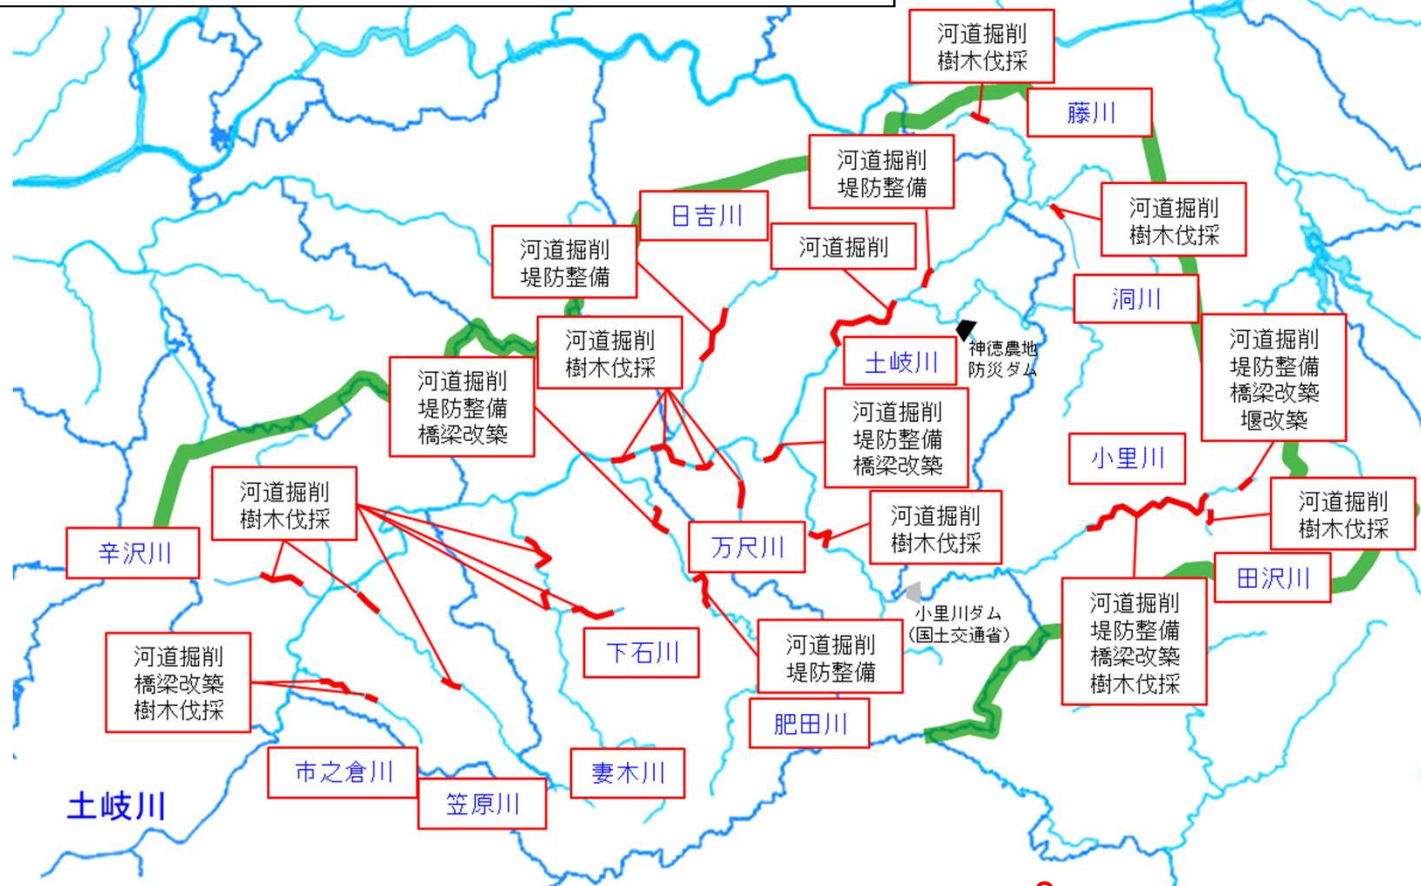 河道掘削
樹木伐採
藤川
河道掘削
堤防整備
日吉川
河道掘削
樹木伐採
河道掘削
堤防整備
河道掘削
洞川
河道掘削
樹木伐採
土岐川
神徳農地
防災ダム
河道掘削
堤防整備
橋梁改築
堰改築
河道掘削
堤防整備
橋梁改築
河道掘削
堤防整備
橋梁改築
小里川
河道掘削
樹木伐採
河道掘削
樹木伐採
河道掘削
樹木伐採
辛沢川
万尺川
田沢川
小里川ダム
(国土交通省)
河道掘削
堤防整備
橋梁改築
樹木伐採
河道掘削
橋梁改築
樹木伐採
下石川
河道掘削
堤防整備
肥田川
市之倉川
笠原川
妻木川
土岐川